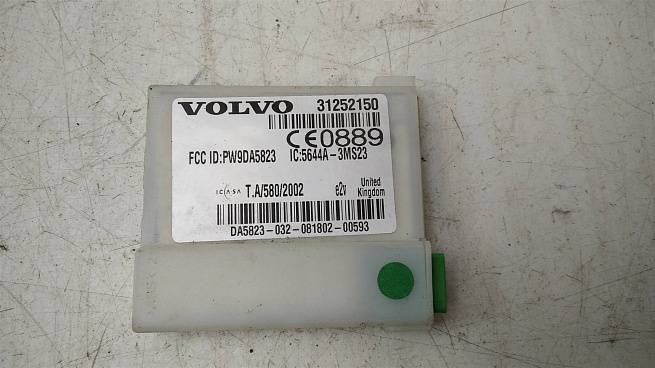 VOLVO 31252150
CE0889
FCC ID:PW9DA5823 IC:5644A-3MS23
ICASA T.A/580/2002 e2v United Kingdom
DA5823-032-081802-00593